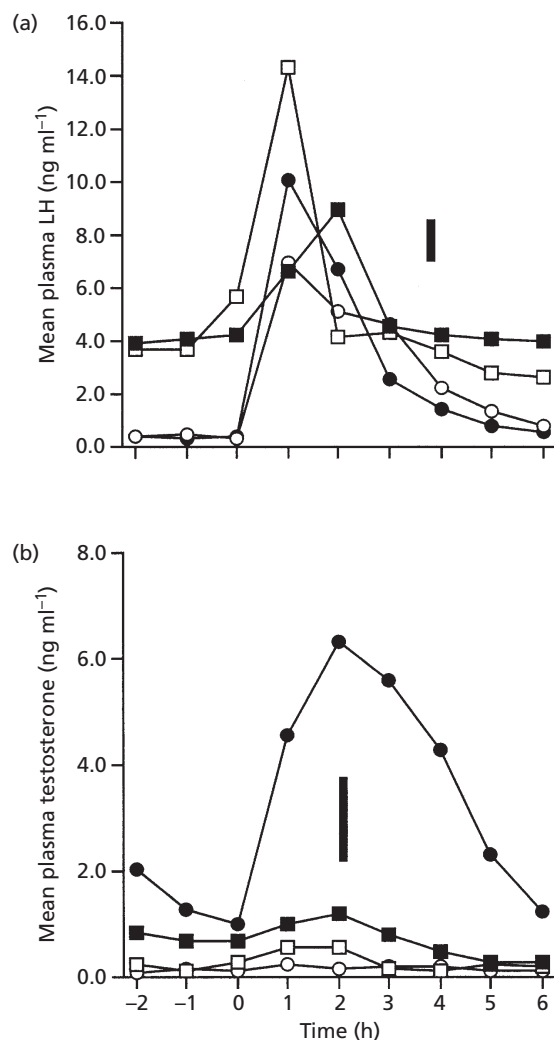 (a)
Mean plasma LH (ng ml⁻¹)
16.0
14.0
12.0
10.0
8.0
6.0
4.0
2.0
0.0
(b)
Mean plasma testosterone (ng ml⁻¹)
8.0
6.0
4.0
2.0
0.0
−2 −1 0 1 2 3 4 5 6
Time (h)